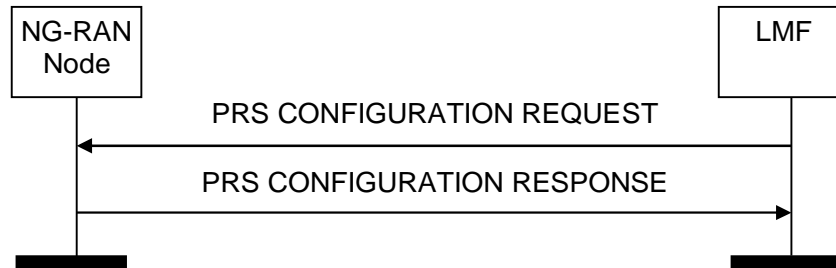 NG-RAN
Node
LMF
PRS CONFIGURATION REQUEST
PRS CONFIGURATION RESPONSE